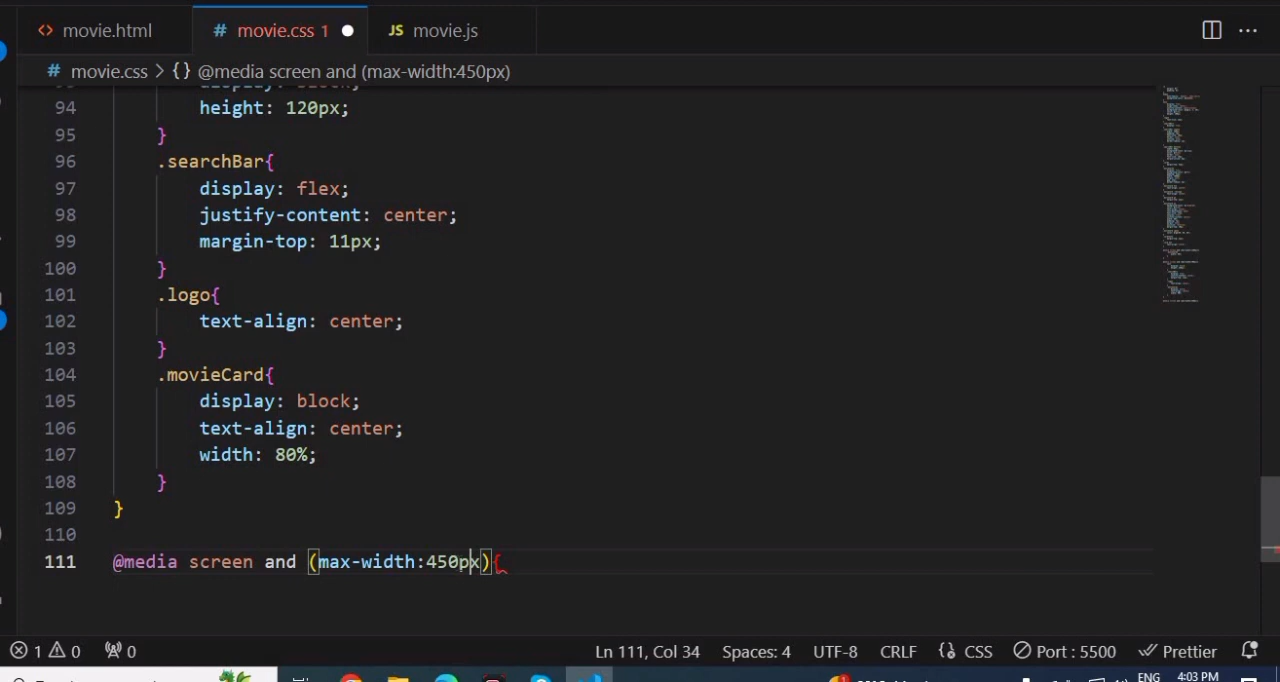 <> movie.html # movie.css 1 JS movie.js
# movie.css > {} @media screen and (max-width:450px)
94 height: 120px;
95 }
96 .searchBar{
97 display: flex;
98 justify-content: center;
99 margin-top: 11px;
100 }
101 .logo{
102 text-align: center;
103 }
104 .movieCard{
105 display: block;
106 text-align: center;
107 width: 80%;
108 }
109 }
110
111 @media screen and (max-width:450px){
1 0 0 Ln 111, Col 34 Spaces: 4 UTF-8 CRLF {} CSS Port : 5500 Prettier
ENG 4:03 PM